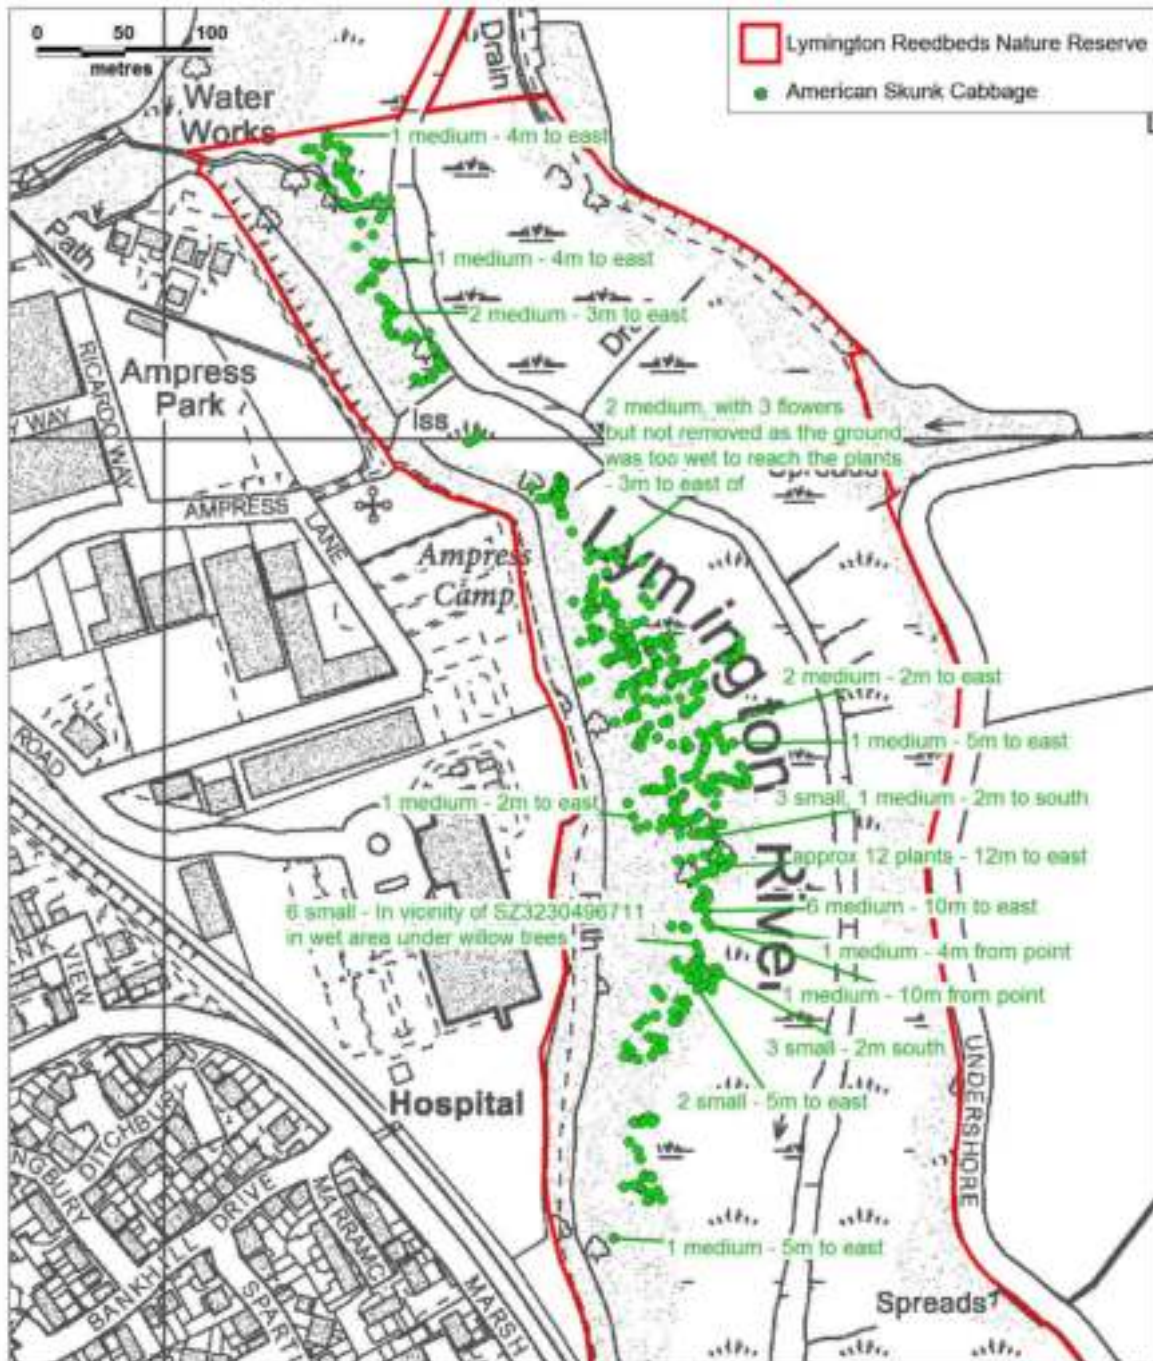 0 50 100
metres
Lymington Reedbeds Nature Reserve
American Skunk Cabbage
Drain
Water
Works
1 medium - 4m to east
Path
1 medium - 4m to east
2 medium - 3m to east
RICARDO WAY
Ampress
Park
Y WAY
Iss
2 medium, with 3 flowers
but not removed as the ground
was too wet to reach the plants
- 3m to east of
Spreads
AMPRESS
LANE
Ampress
Camp
Lymington
River
2 medium - 2m to east
1 medium - 5m to east
ROAD
1 medium - 2m to east
3 small, 1 medium - 2m to south
approx 12 plants - 12m to east
6 small - In vicinity of SZ3230496711
in wet area under willow trees
6 medium - 10m to east
1 medium - 4m from point
VIEW
1 medium - 10m from point
3 small - 2m south
UNDERSHORE
Hospital
2 small - 5m to east
DITCHBURY
NGBURY
DRIVE
BANKHILL
MARSH
1 medium - 5m to east
Spreads